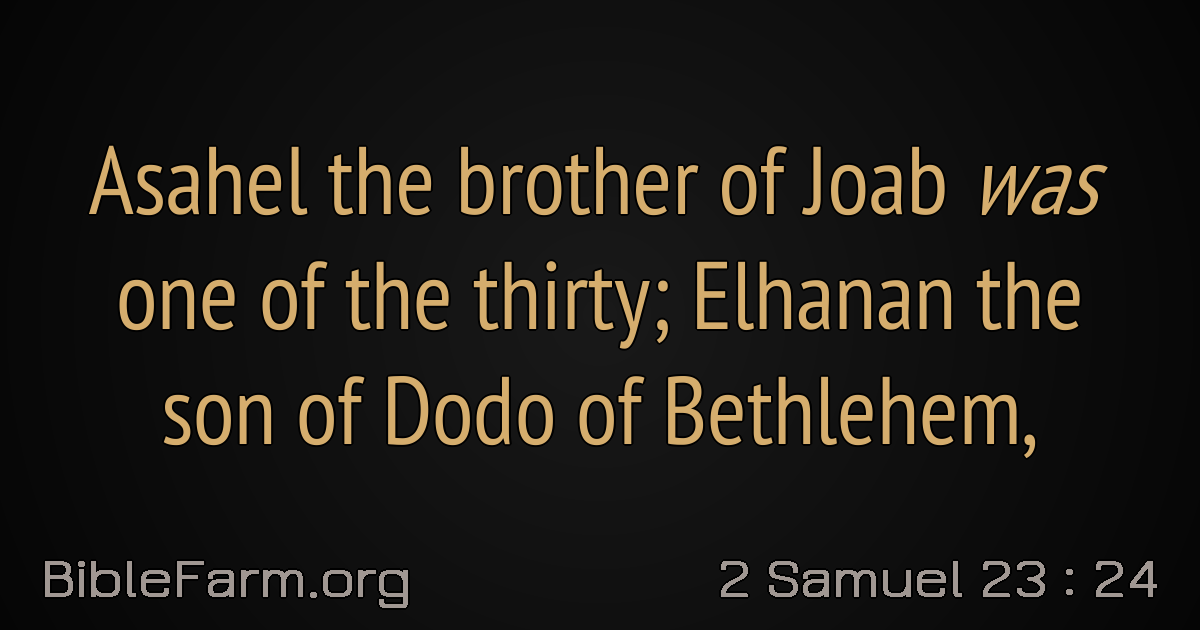 Asahel the brother of Joab was
one of the thirty; Elhanan the
son of Dodo of Bethlehem,
BibleFarm.org
2 Samuel 23 : 24